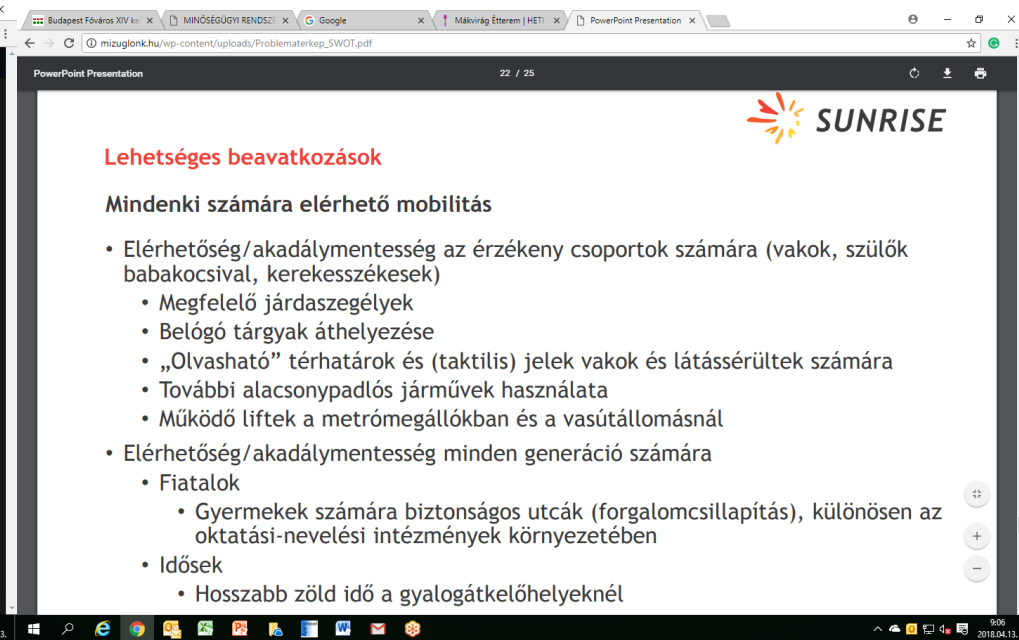 Budapest Főváros XIV ke
MINŐSÉGÜGYI RENDSZE
Google
Mákvirág Étterem | HETI
PowerPoint Presentation
mizuglonk.hu/wp-content/uploads/Problematerkep_SWOT.pdf
PowerPoint Presentation
22 / 25
SUNRISE
Lehetséges beavatkozások
Mindenki számára elérhető mobilitás
• Elérhetőség/akadálymentesség az érzékeny csoportok számára (vakok, szülők
babakocsival, kerekesszékesek)
• Megfelelő járdaszegélyek
• Belógó tárgyak áthelyezése
• „Olvasható” térhatárok és (taktilis) jelek vakok és látássérültek számára
• További alacsonypadlós járművek használata
• Működő liftek a metrómegállókban és a vasútállomásnál
• Elérhetőség/akadálymentesség minden generáció számára
• Fiatalok
• Gyermekek számára biztonságos utcák (forgalomcsillapítás), különösen az
oktatási-nevelési intézmények környezetében
• Idősek
• Hosszabb zöld idő a gyalogátkelőhelyeknél
3.
9:06
2018.04.13.